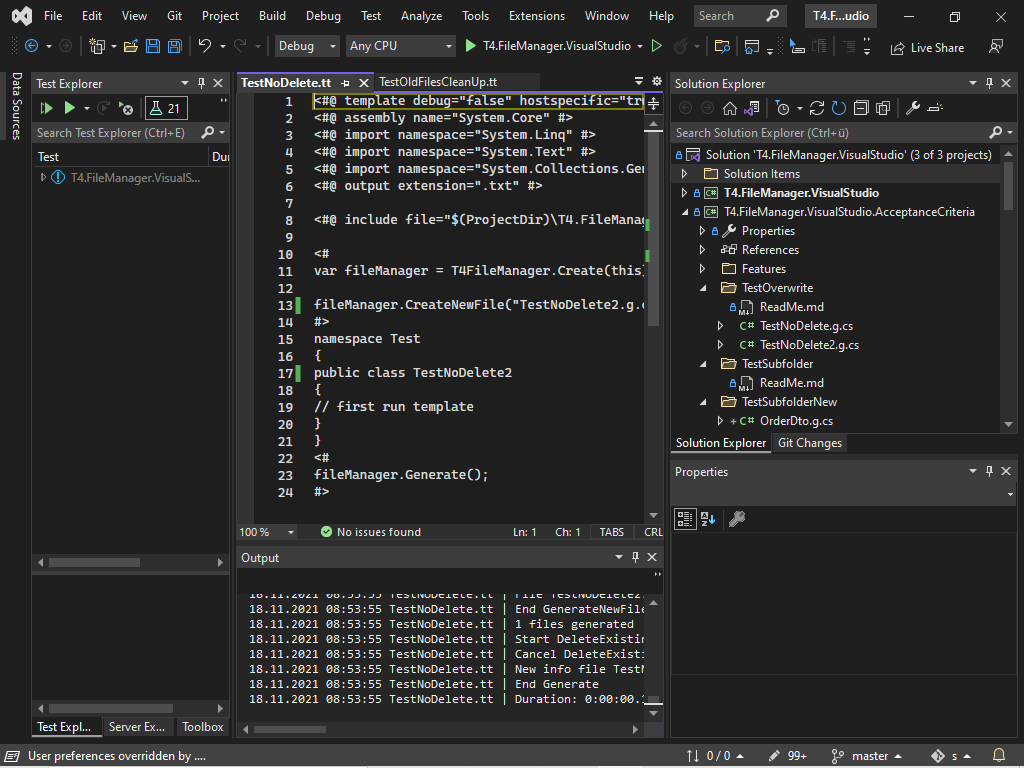 File Edit View Git Project Build Debug Test Analyze Tools Extensions Window Help Search T4.F...udio
Debug Any CPU T4.FileManager.VisualStudio Live Share
Data Sources
Test Explorer
21
Search Test Explorer (Ctrl+E)
Test Dur
T4.FileManager.VisualS...
Test Expl... Server Ex... Toolbox
TestNoDelete.tt TestOldFilesCleanUp.tt
1 <#@ template debug="false" hostspecific="tru
2 <#@ assembly name="System.Core" #>
3 <#@ import namespace="System.Linq" #>
4 <#@ import namespace="System.Text" #>
5 <#@ import namespace="System.Collections.Gen
6 <#@ output extension=".txt" #>
7
8 <#@ include file="$(ProjectDir)\T4.FileManag
9
10 <#
11 var fileManager = T4FileManager.Create(this)
12
13 fileManager.CreateNewFile("TestNoDelete2.g.c
14 #>
15 namespace Test
16 {
17 public class TestNoDelete2
18 {
19 // first run template
20 }
21 }
22 <#
23 fileManager.Generate();
24 #>
100 % No issues found Ln: 1 Ch: 1 TABS CRL
Output
18.11.2021 08:53:55 TestNoDelete.tt | File TestNoDelete2.
18.11.2021 08:53:55 TestNoDelete.tt | End GenerateNewFile
18.11.2021 08:53:55 TestNoDelete.tt | 1 files generated
18.11.2021 08:53:55 TestNoDelete.tt | Start DeleteExistin
18.11.2021 08:53:55 TestNoDelete.tt | Cancel DeleteExisti
18.11.2021 08:53:55 TestNoDelete.tt | New info file TestN
18.11.2021 08:53:55 TestNoDelete.tt | End Generate
18.11.2021 08:53:55 TestNoDelete.tt | Duration: 0:00:00.
Solution Explorer
Search Solution Explorer (Ctrl+ü)
Solution 'T4.FileManager.VisualStudio' (3 of 3 projects)
Solution Items
C# T4.FileManager.VisualStudio
C# T4.FileManager.VisualStudio.AcceptanceCriteria
Properties
References
Features
TestOverwrite
ReadMe.md
C# TestNoDelete.g.cs
C# TestNoDelete2.g.cs
TestSubfolder
ReadMe.md
TestSubfolderNew
+ C# OrderDto.g.cs
Solution Explorer Git Changes
Properties
User preferences overridden by .... 0 / 0 99+ master s